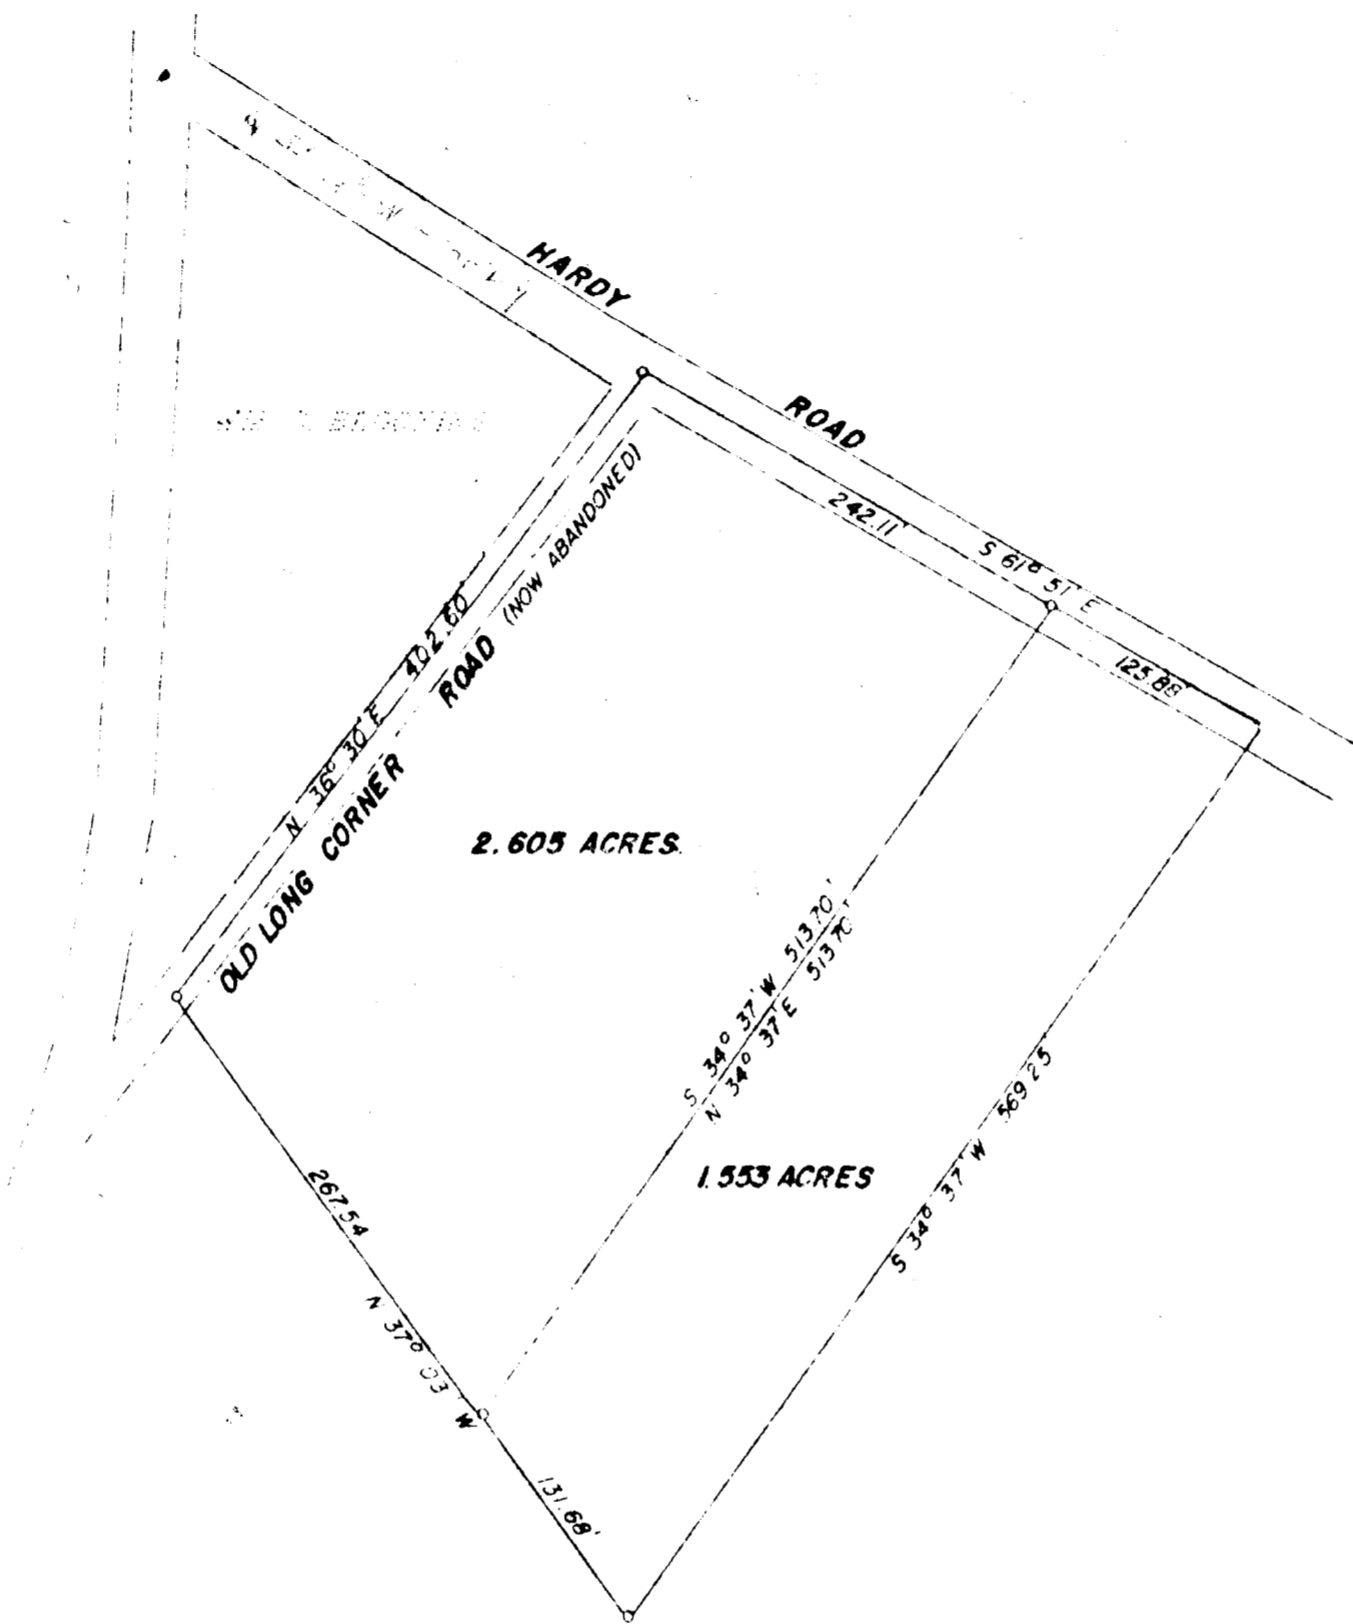 HARDY
ROAD
242.11'
S 61° 51' E
125.88'
N 36° 30' E 402.60
OLD LONG CORNER ROAD (NOW ABANDONED)
2.605 ACRES.
S 34° 37' W 513.70'
N 34° 37' E 513.70'
1.553 ACRES
S 34° 37' W 569.25'
267.54
N 37° 03' W
131.68'